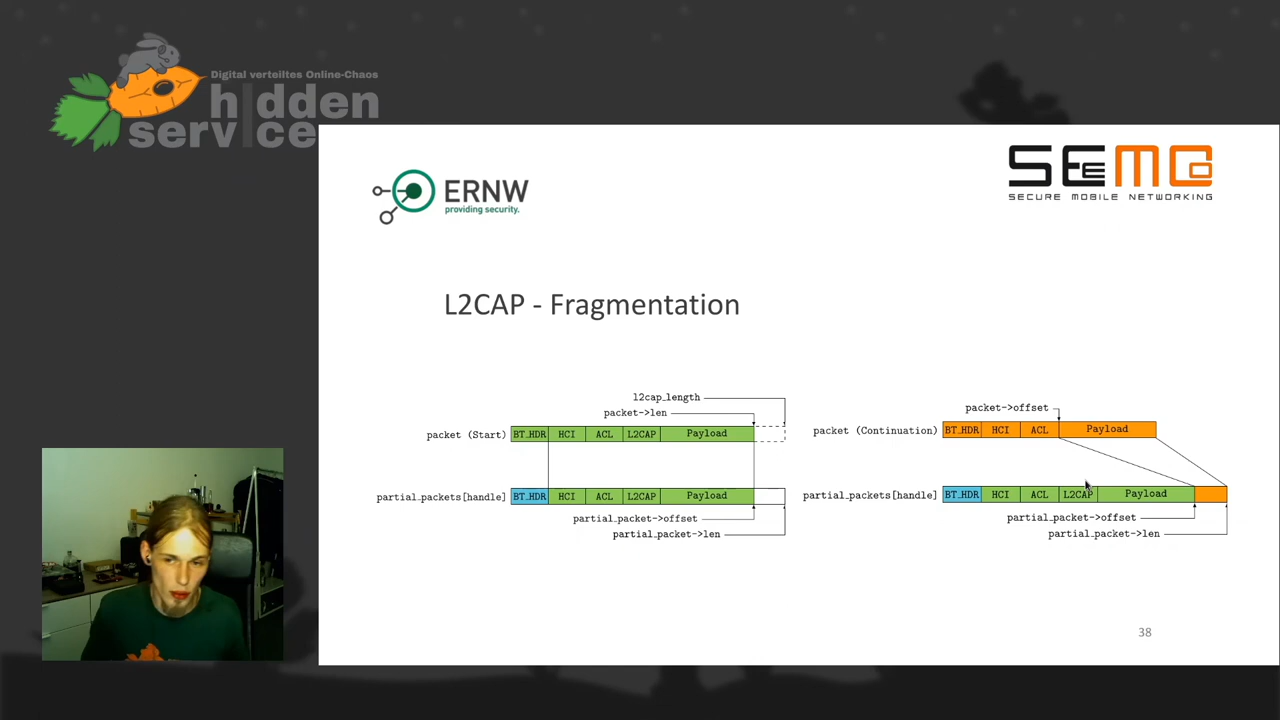 Digital verteiltes Online-Chaos
hidden
service
ERNW
providing security.
SEEMOO
SECURE MOBILE NETWORKING
L2CAP - Fragmentation
l2cap_length
packet->len
packet (Start) BT_HDR HCI ACL L2CAP Payload
partial_packets[handle] BT_HDR HCI ACL L2CAP Payload
partial_packet->offset
partial_packet->len
packet->offset
packet (Continuation) BT_HDR HCI ACL Payload
partial_packets[handle] BT_HDR HCI ACL L2CAP Payload
partial_packet->offset
partial_packet->len
38